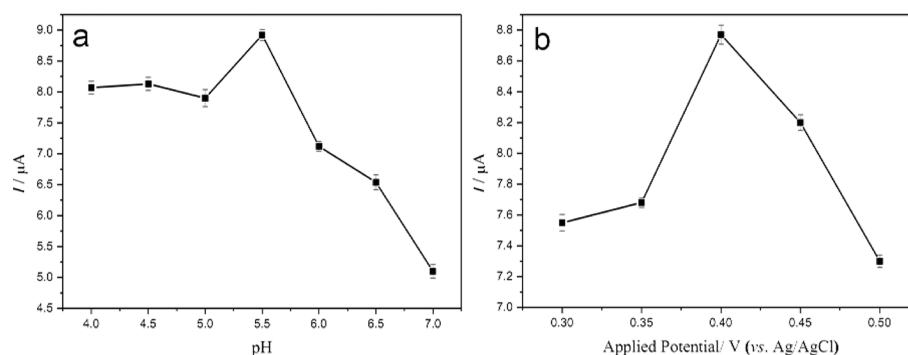 a
9.0
8.5
8.0
7.5
7.0
6.5
6.0
5.5
5.0
4.5
I / μA
4.0 4.5 5.0 5.5 6.0 6.5 7.0
pH
b
8.8
8.6
8.4
8.2
8.0
7.8
7.6
7.4
7.2
7.0
I / μA
0.30 0.35 0.40 0.45 0.50
Applied Potential/ V (vs. Ag/AgCl)